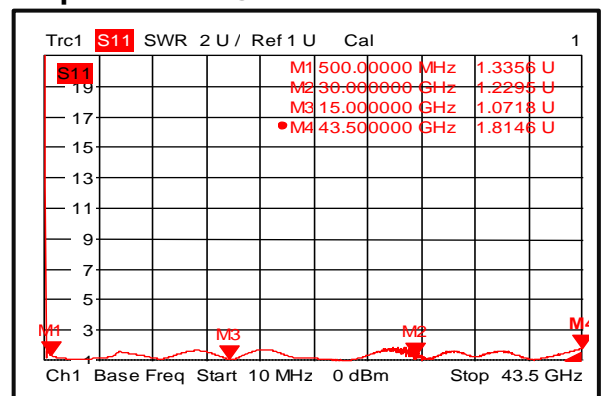 Trc1 S11 SWR 2 U / Ref 1 U Cal 1
S11
M1 500.00000 MHz 1.3356 U
M2 30.000000 GHz 1.2295 U
M3 15.000000 GHz 1.0718 U
M4 43.500000 GHz 1.8146 U
19
17
15
13
11
9
7
5
3
1
M1
M3
M2
Ch1 Base Freq Start 10 MHz 0 dBm Stop 43.5 GHz